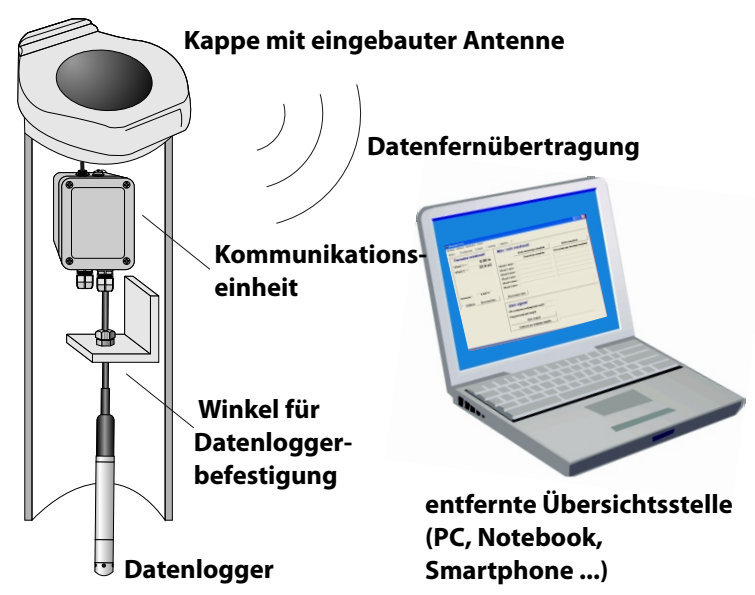 Kappe mit eingebauter Antenne
Datenfernübertragung
Kommunikations-
einheit
Winkel für
Datenlogger-
befestigung
Datenlogger
entfernte Übersichtsstelle
(PC, Notebook,
Smartphone ...)